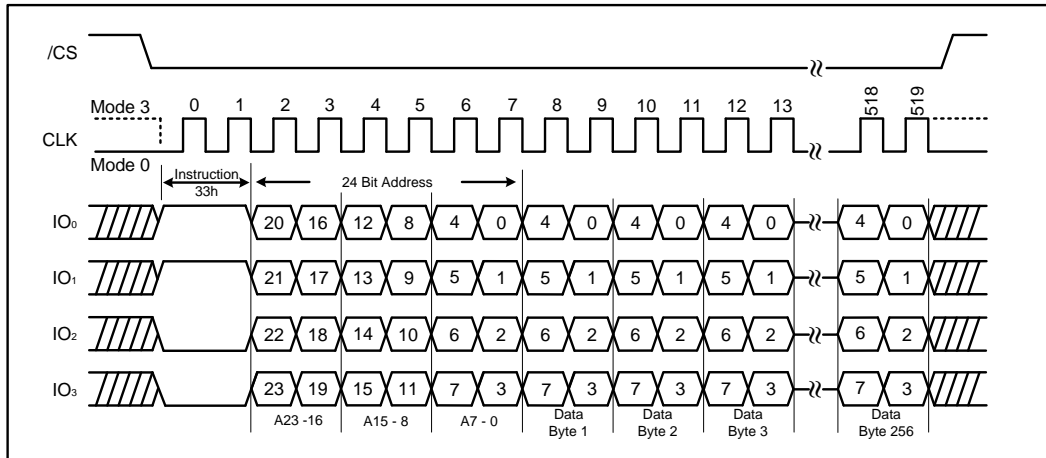 /CS
Mode 3 0 1 2 3 4 5 6 7 8 9 10 11 12 13 518 519
CLK
Mode 0
Instruction 24 Bit Address
33h
IO₀ 20 16 12 8 4 0 4 0 4 0 4 0 4 0
IO₁ 21 17 13 9 5 1 5 1 5 1 5 1 5 1
IO₂ 22 18 14 10 6 2 6 2 6 2 6 2 6 2
IO₃ 23 19 15 11 7 3 7 3 7 3 7 3 7 3
A23 -16 A15 - 8 A7 - 0 Data Data Data Data
Byte 1 Byte 2 Byte 3 Byte 256